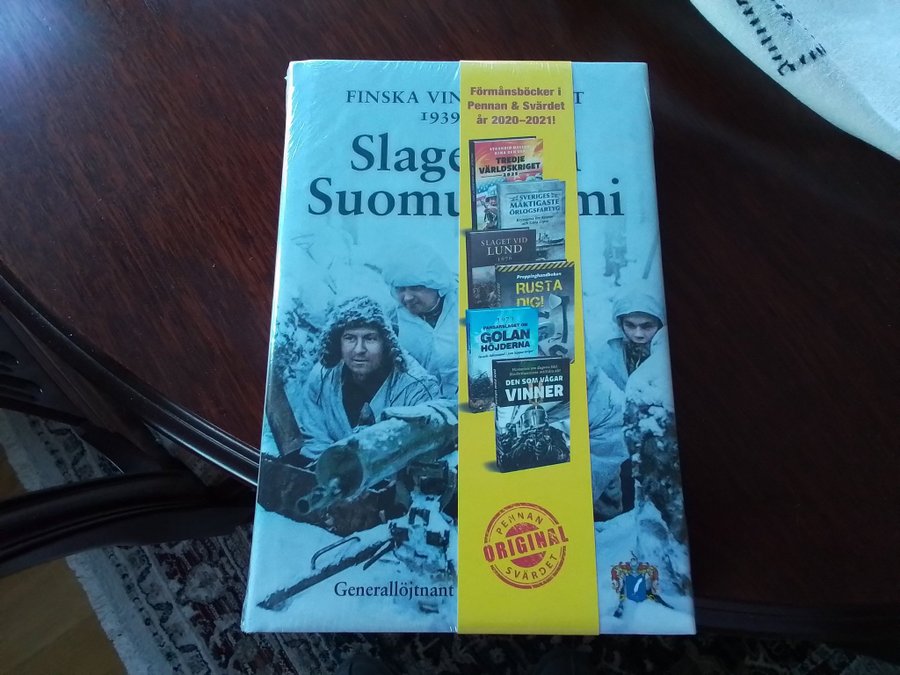 FINSKA VIN T
1939
Slage a
Suomu mi
Generallöjtnant
Förmånsböcker i
Pennan & Svärdet
år 2020–2021!
TREDJE
VÄRLDSKRIGET
SVERIGES
MÄKTIGASTE
ÖRLOGSFARTYG
SLAGET VID
LUND
1676
Preppinghandboken
RUSTA
DIG!
1973
PANSARSLAGET OM
GOLAN
HÖJDERNA
DEN SOM VÅGAR
VINNER
PENNAN
ORIGINAL
SVÄRDET